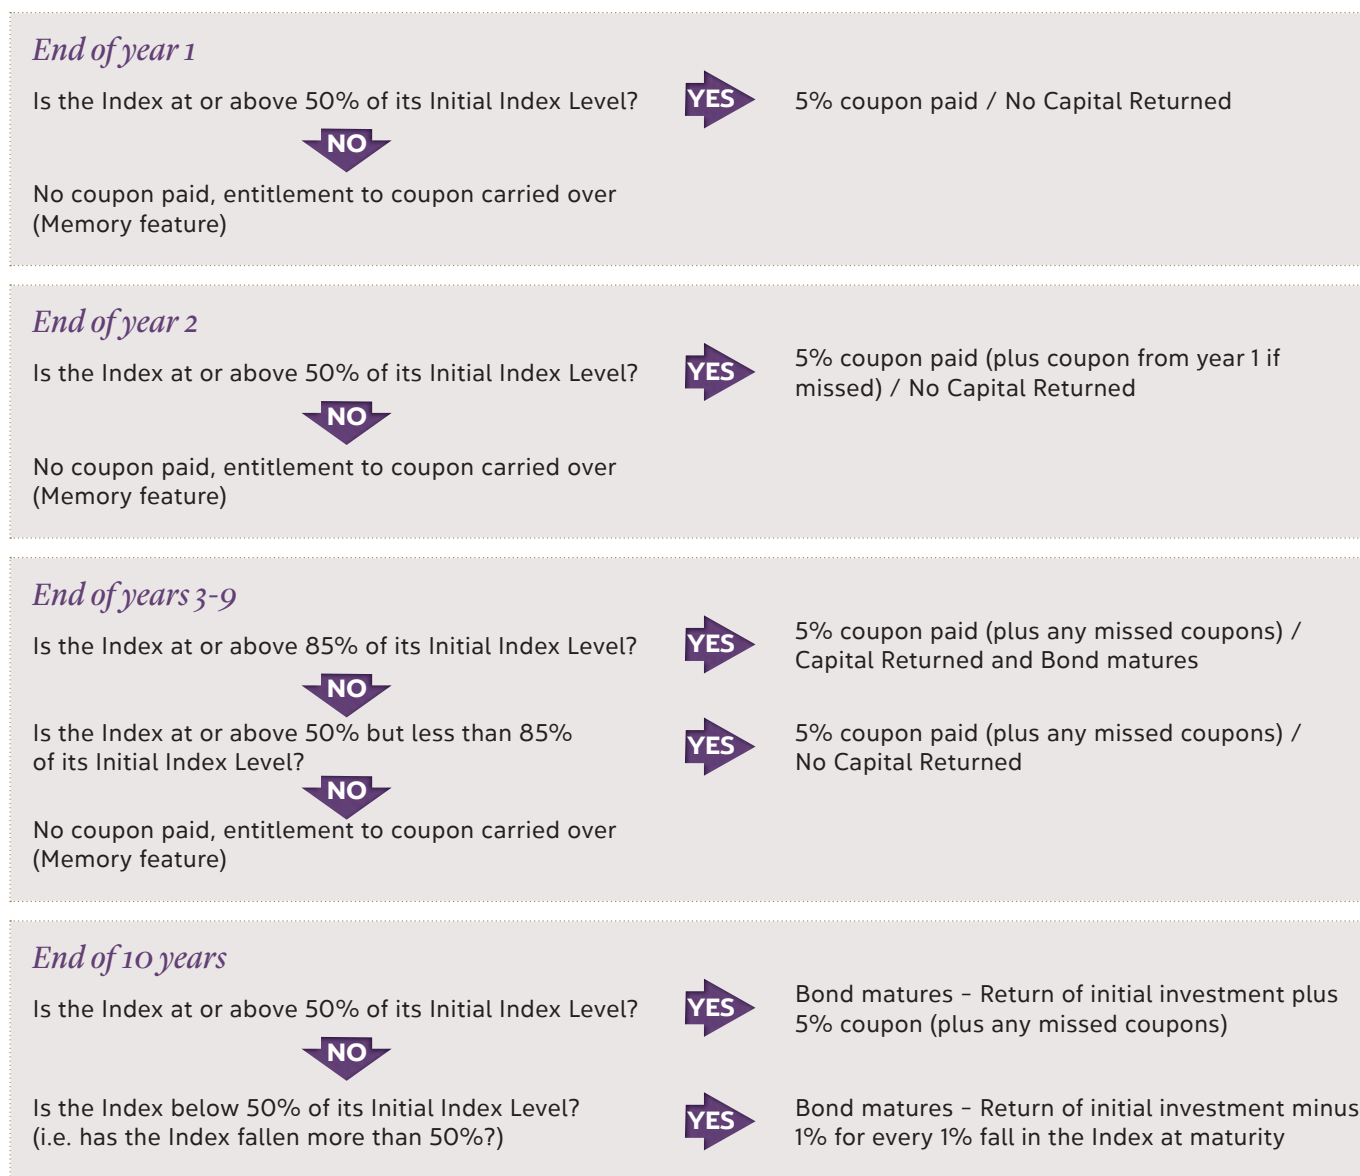 End of year 1
Is the Index at or above 50% of its Initial Index Level?
YES
5% coupon paid / No Capital Returned
NO
No coupon paid, entitlement to coupon carried over
(Memory feature)
End of year 2
Is the Index at or above 50% of its Initial Index Level?
YES
5% coupon paid (plus coupon from year 1 if
missed) / No Capital Returned
NO
No coupon paid, entitlement to coupon carried over
(Memory feature)
End of years 3-9
Is the Index at or above 85% of its Initial Index Level?
YES
5% coupon paid (plus any missed coupons) /
Capital Returned and Bond matures
NO
Is the Index at or above 50% but less than 85%
of its Initial Index Level?
YES
5% coupon paid (plus any missed coupons) /
No Capital Returned
NO
No coupon paid, entitlement to coupon carried over
(Memory feature)
End of 10 years
Is the Index at or above 50% of its Initial Index Level?
YES
Bond matures – Return of initial investment plus
5% coupon (plus any missed coupons)
NO
Is the Index below 50% of its Initial Index Level?
(i.e. has the Index fallen more than 50%?)
YES
Bond matures – Return of initial investment minus
1% for every 1% fall in the Index at maturity